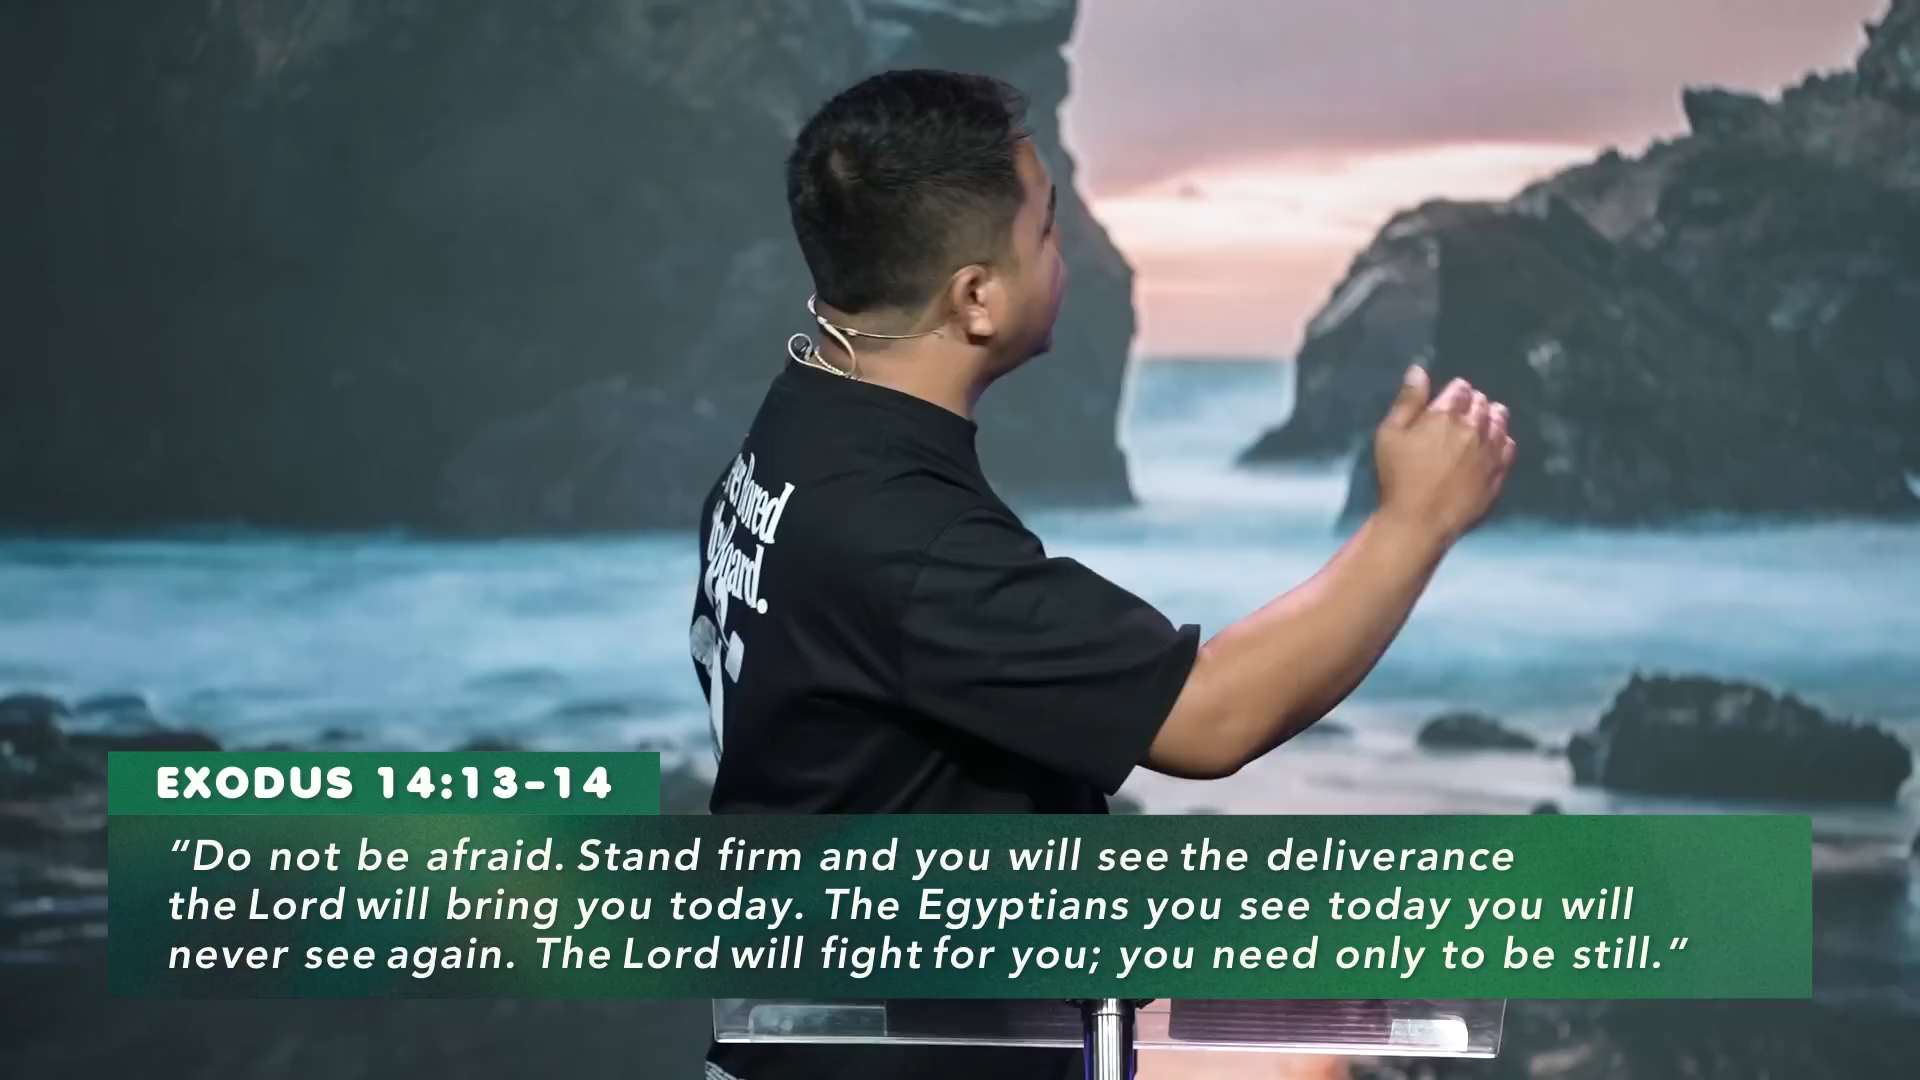 Bored
ard.
EXODUS 14:13-14
“Do not be afraid. Stand firm and you will see the deliverance
the Lord will bring you today. The Egyptians you see today you will
never see again. The Lord will fight for you; you need only to be still.”